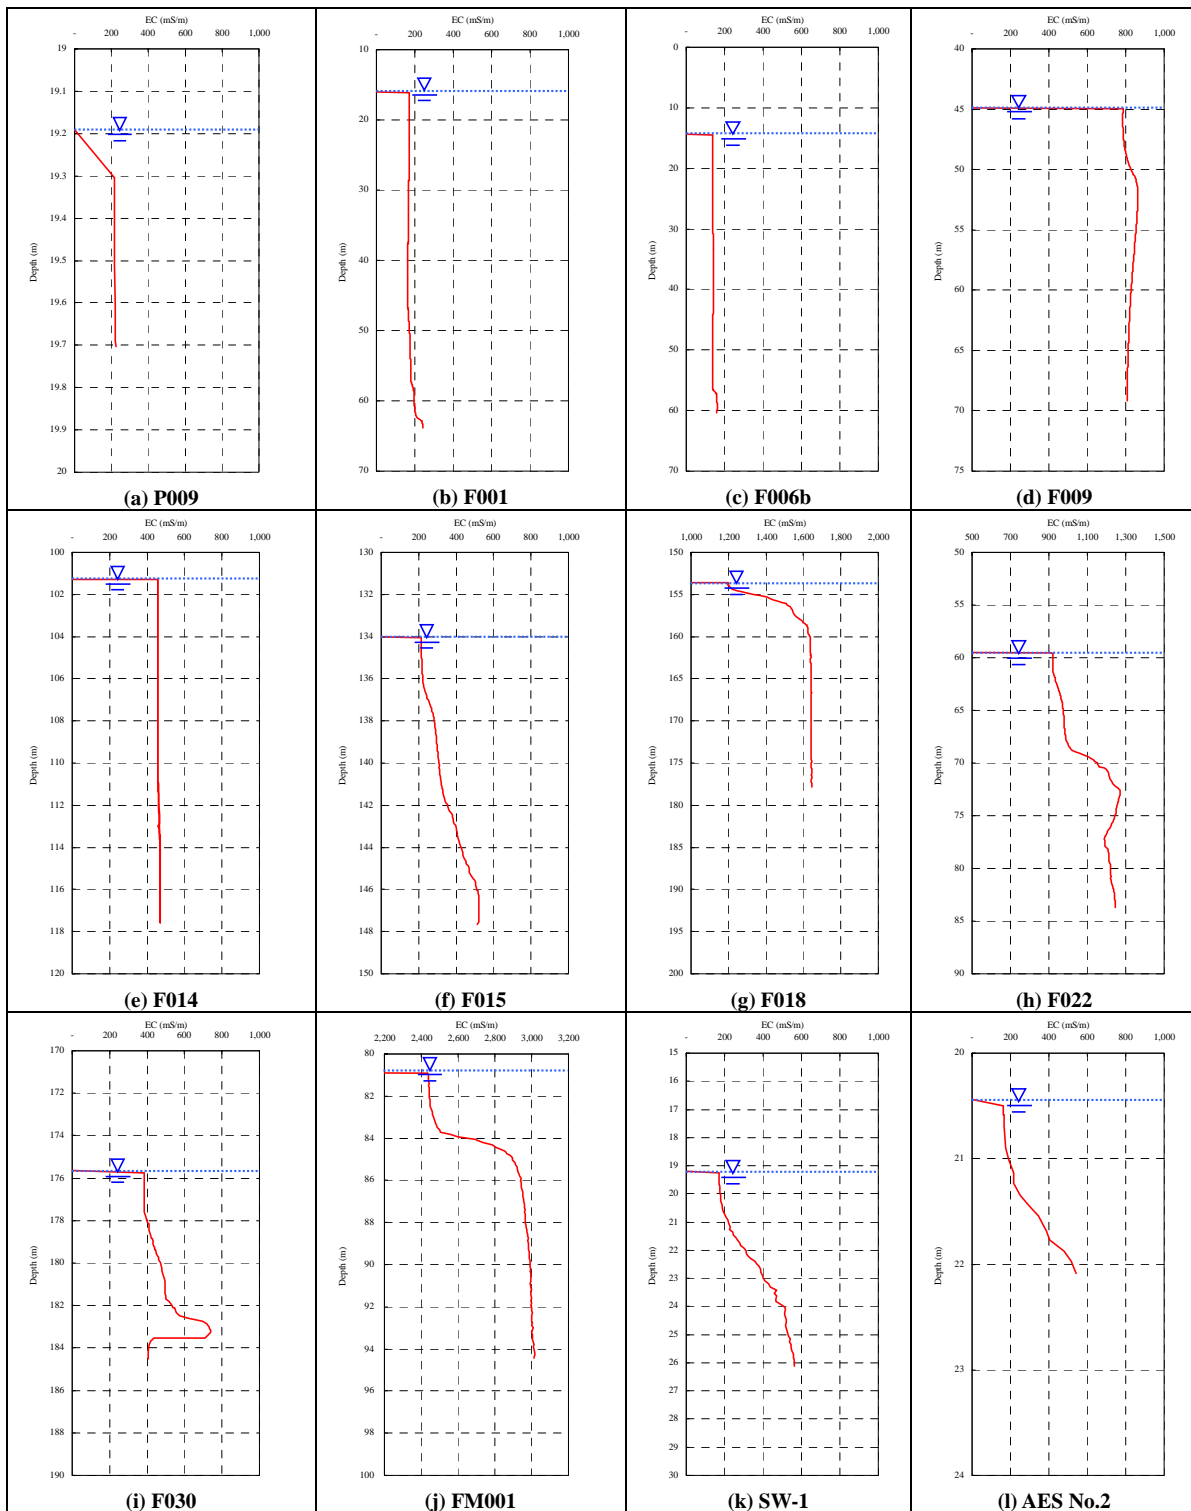 EC (mS/m)
- 200 400 600 800 1,000
19
19.1
19.2
19.3
19.4
19.5
19.6
19.7
19.8
19.9
20
Depth (m)
(a) P009
EC (mS/m)
- 200 400 600 800 1,000
10
20
30
40
50
60
70
Depth (m)
(b) F001
EC (mS/m)
- 200 400 600 800 1,000
0
10
20
30
40
50
60
70
Depth (m)
(c) F006b
EC (mS/m)
- 200 400 600 800 1,000
40
45
50
55
60
65
70
75
Depth (m)
(d) F009
EC (mS/m)
- 200 400 600 800 1,000
100
102
104
106
108
110
112
114
116
118
120
Depth (m)
(e) F014
EC (mS/m)
- 200 400 600 800 1,000
130
132
134
136
138
140
142
144
146
148
150
Depth (m)
(f) F015
EC (mS/m)
1,000 1,200 1,400 1,600 1,800 2,000
150
155
160
165
170
175
180
185
190
195
200
Depth (m)
(g) F018
EC (mS/m)
500 700 900 1,100 1,300 1,500
50
55
60
65
70
75
80
85
90
Depth (m)
(h) F022
EC (mS/m)
- 200 400 600 800 1,000
170
172
174
176
178
180
182
184
186
188
190
Depth (m)
(i) F030
EC (mS/m)
2,200 2,400 2,600 2,800 3,000 3,200
80
82
84
86
88
90
92
94
96
98
100
Depth (m)
(j) FM001
EC (mS/m)
- 200 400 600 800 1,000
15
16
17
18
19
20
21
22
23
24
25
26
27
28
29
30
Depth (m)
(k) SW-1
EC (mS/m)
- 200 400 600 800 1,000
20
21
22
23
24
Depth (m)
(l) AES No.2